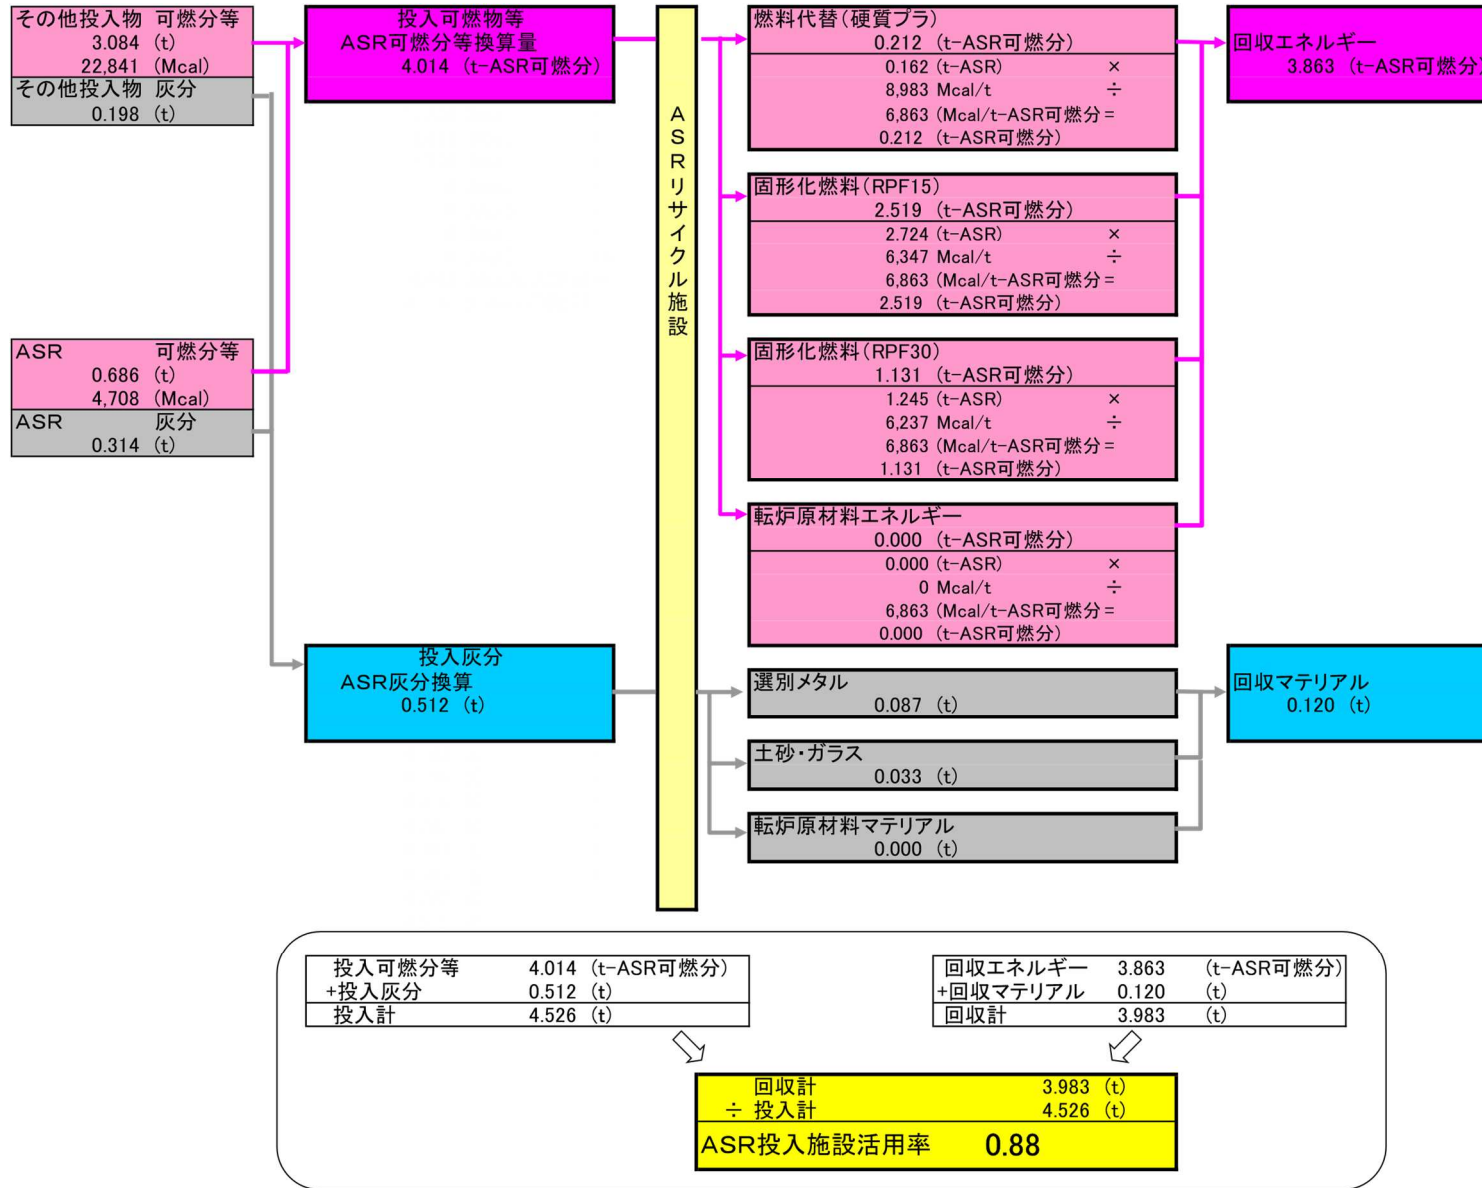 その他投入物 可燃分等
3.084 (t)
22,841 (Mcal)
その他投入物 灰分
0.198 (t)
ASR 可燃分等
0.686 (t)
4,708 (Mcal)
ASR 灰分
0.314 (t)
投入可燃物等
ASR可燃分等換算量
4.014 (t-ASR可燃分)
投入灰分
ASR灰分換算
0.512 (t)
ASRリサイクル施設
燃料代替(硬質プラ)
0.212 (t-ASR可燃分)
0.162 (t-ASR) ×
8,983 Mcal/t ÷
6,863 (Mcal/t-ASR可燃分=
0.212 (t-ASR可燃分)
固形化燃料(RPF15)
2.519 (t-ASR可燃分)
2.724 (t-ASR) ×
6,347 Mcal/t ÷
6,863 (Mcal/t-ASR可燃分=
2.519 (t-ASR可燃分)
固形化燃料(RPF30)
1.131 (t-ASR可燃分)
1.245 (t-ASR) ×
6,237 Mcal/t ÷
6,863 (Mcal/t-ASR可燃分=
1.131 (t-ASR可燃分)
転炉原材料エネルギー
0.000 (t-ASR可燃分)
0.000 (t-ASR) ×
0 Mcal/t ÷
6,863 (Mcal/t-ASR可燃分=
0.000 (t-ASR可燃分)
選別メタル
0.087 (t)
土砂・ガラス
0.033 (t)
転炉原材料マテリアル
0.000 (t)
回収エネルギー
3.863 (t-ASR可燃分)
回収マテリアル
0.120 (t)
投入可燃分等 4.014 (t-ASR可燃分)
+投入灰分 0.512 (t)
投入計 4.526 (t)
回収エネルギー 3.863 (t-ASR可燃分)
+回収マテリアル 0.120 (t)
回収計 3.983 (t)
回収計 3.983 (t)
÷ 投入計 4.526 (t)
ASR投入施設活用率 0.88